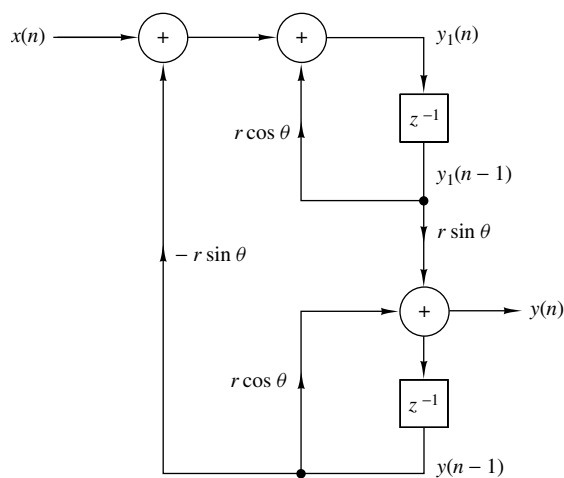 x(n)
+
+
y₁(n)
z⁻¹
r cos θ
y₁(n − 1)
r sin θ
− r sin θ
+
y(n)
r cos θ
z⁻¹
y(n − 1)